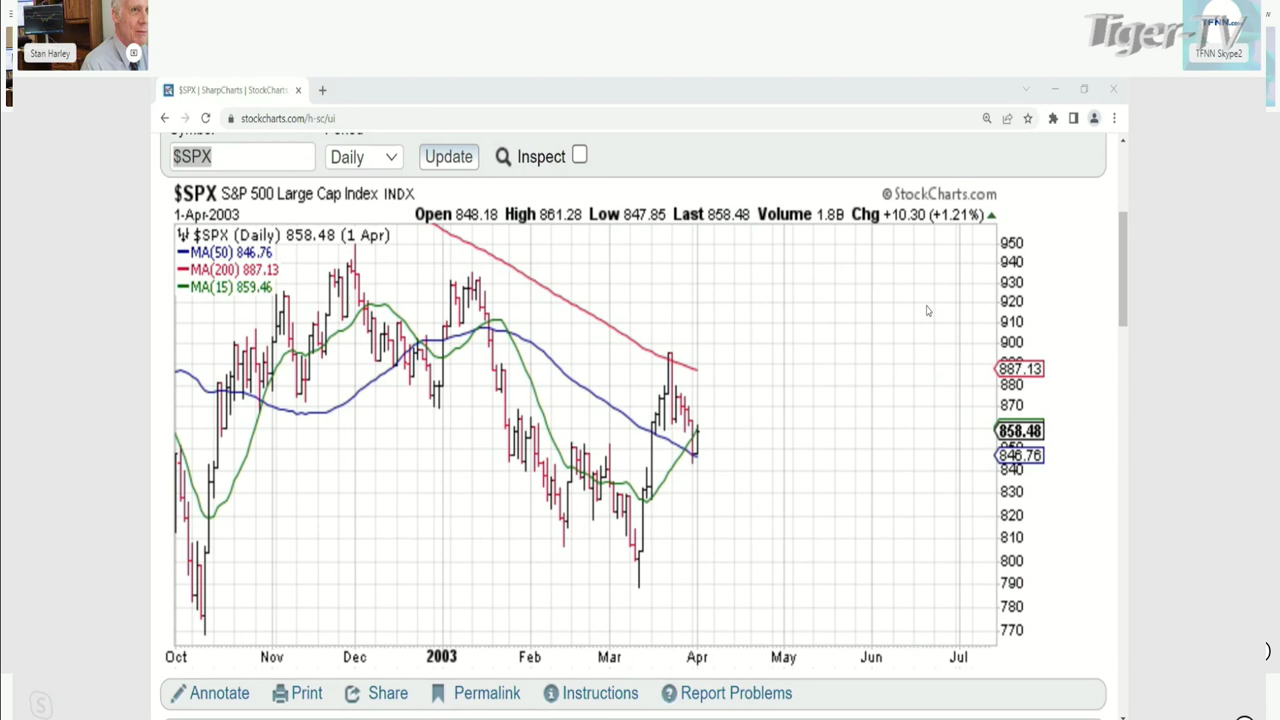 Stan Harley
Tiger-TV
TFNN.com
TFNN Skype2
$SPX | SharpCharts | StockCharts
stockcharts.com/h-sc/ui
$SPX Daily Update Inspect
$SPX S&P 500 Large Cap Index INDX
© StockCharts.com
1-Apr-2003 Open 848.18 High 861.28 Low 847.85 Last 858.48 Volume 1.8B Chg +10.30 (+1.21%)
$SPX (Daily) 858.48 (1 Apr)
MA(50) 846.76
MA(200) 887.13
MA(15) 859.46
950
940
930
920
910
900
887.13
880
870
858.48
846.76
840
830
820
810
800
790
780
770
Oct Nov Dec 2003 Feb Mar Apr May Jun Jul
Annotate Print Share Permalink Instructions Report Problems